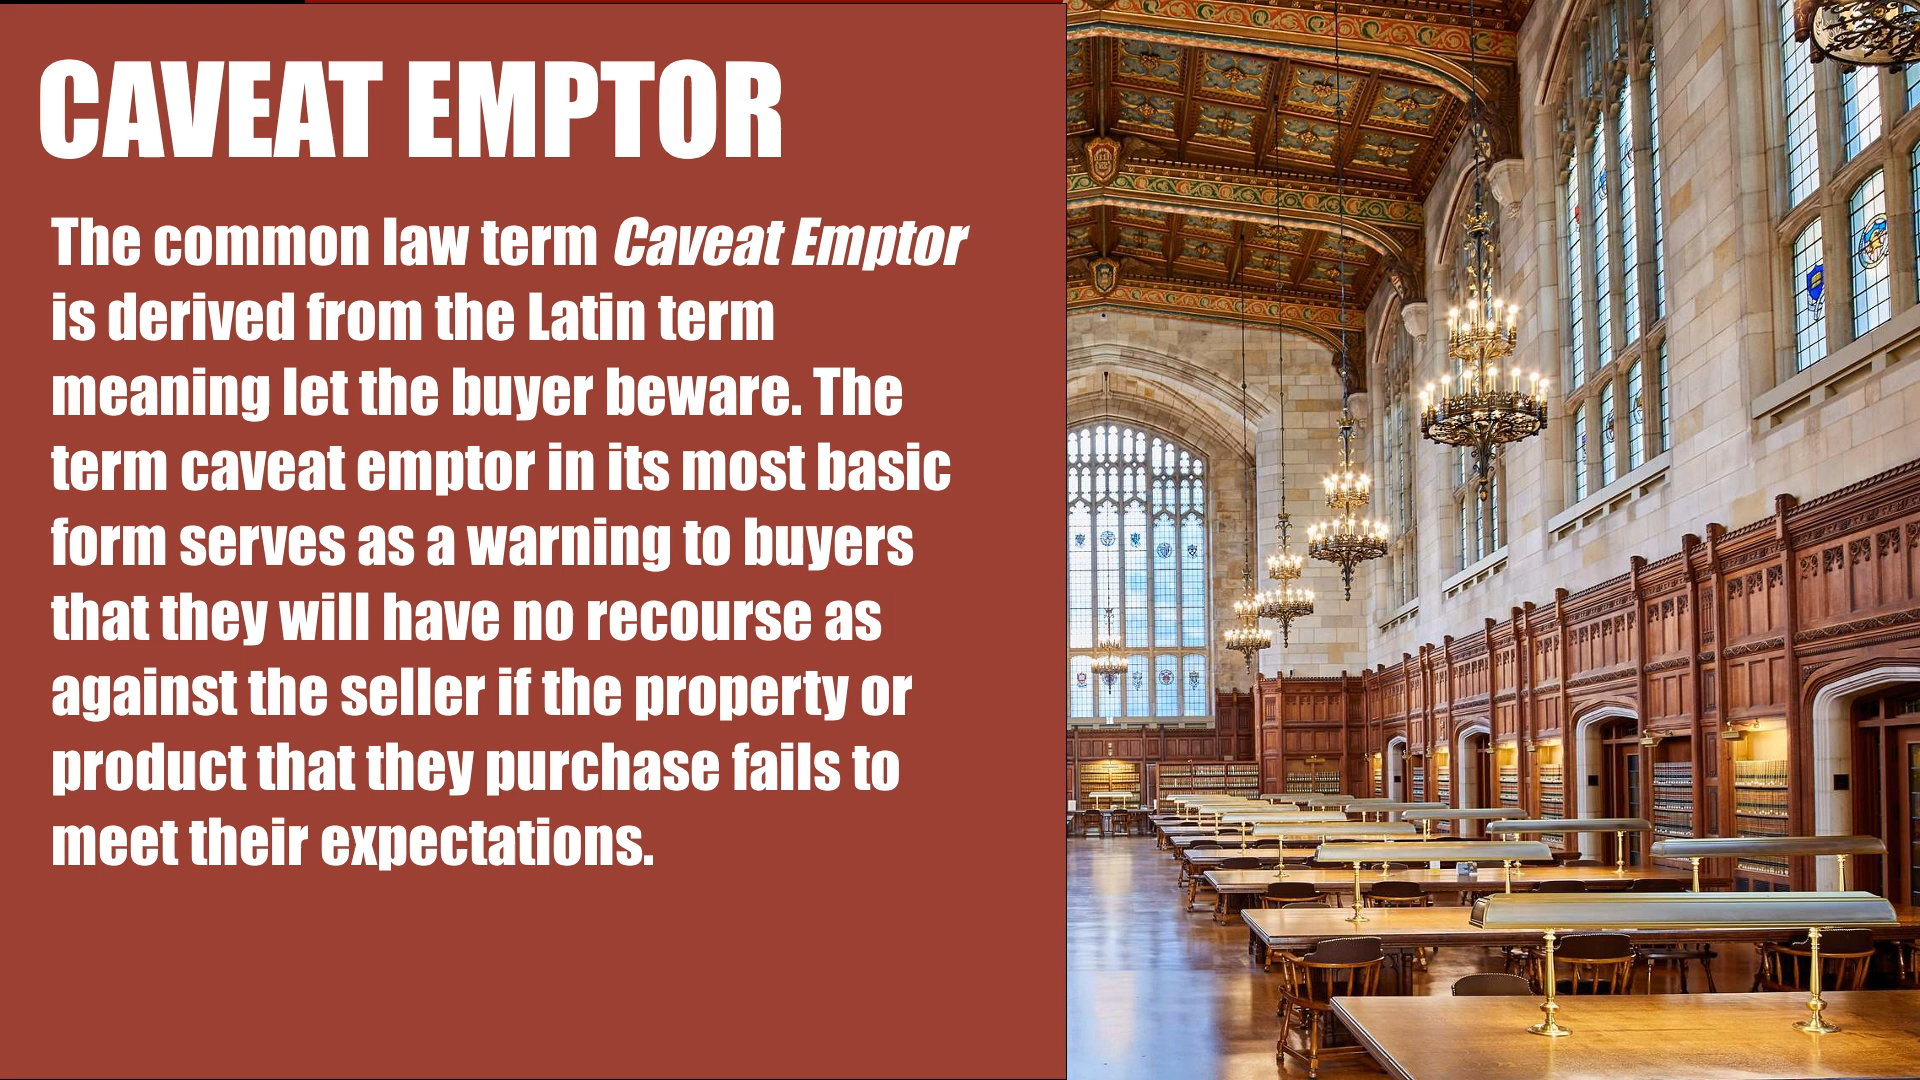 CAVEAT EMPTOR
The common law term Caveat Emptor
is derived from the Latin term
meaning let the buyer beware. The
term caveat emptor in its most basic
form serves as a warning to buyers
that they will have no recourse as
against the seller if the property or
product that they purchase fails to
meet their expectations.